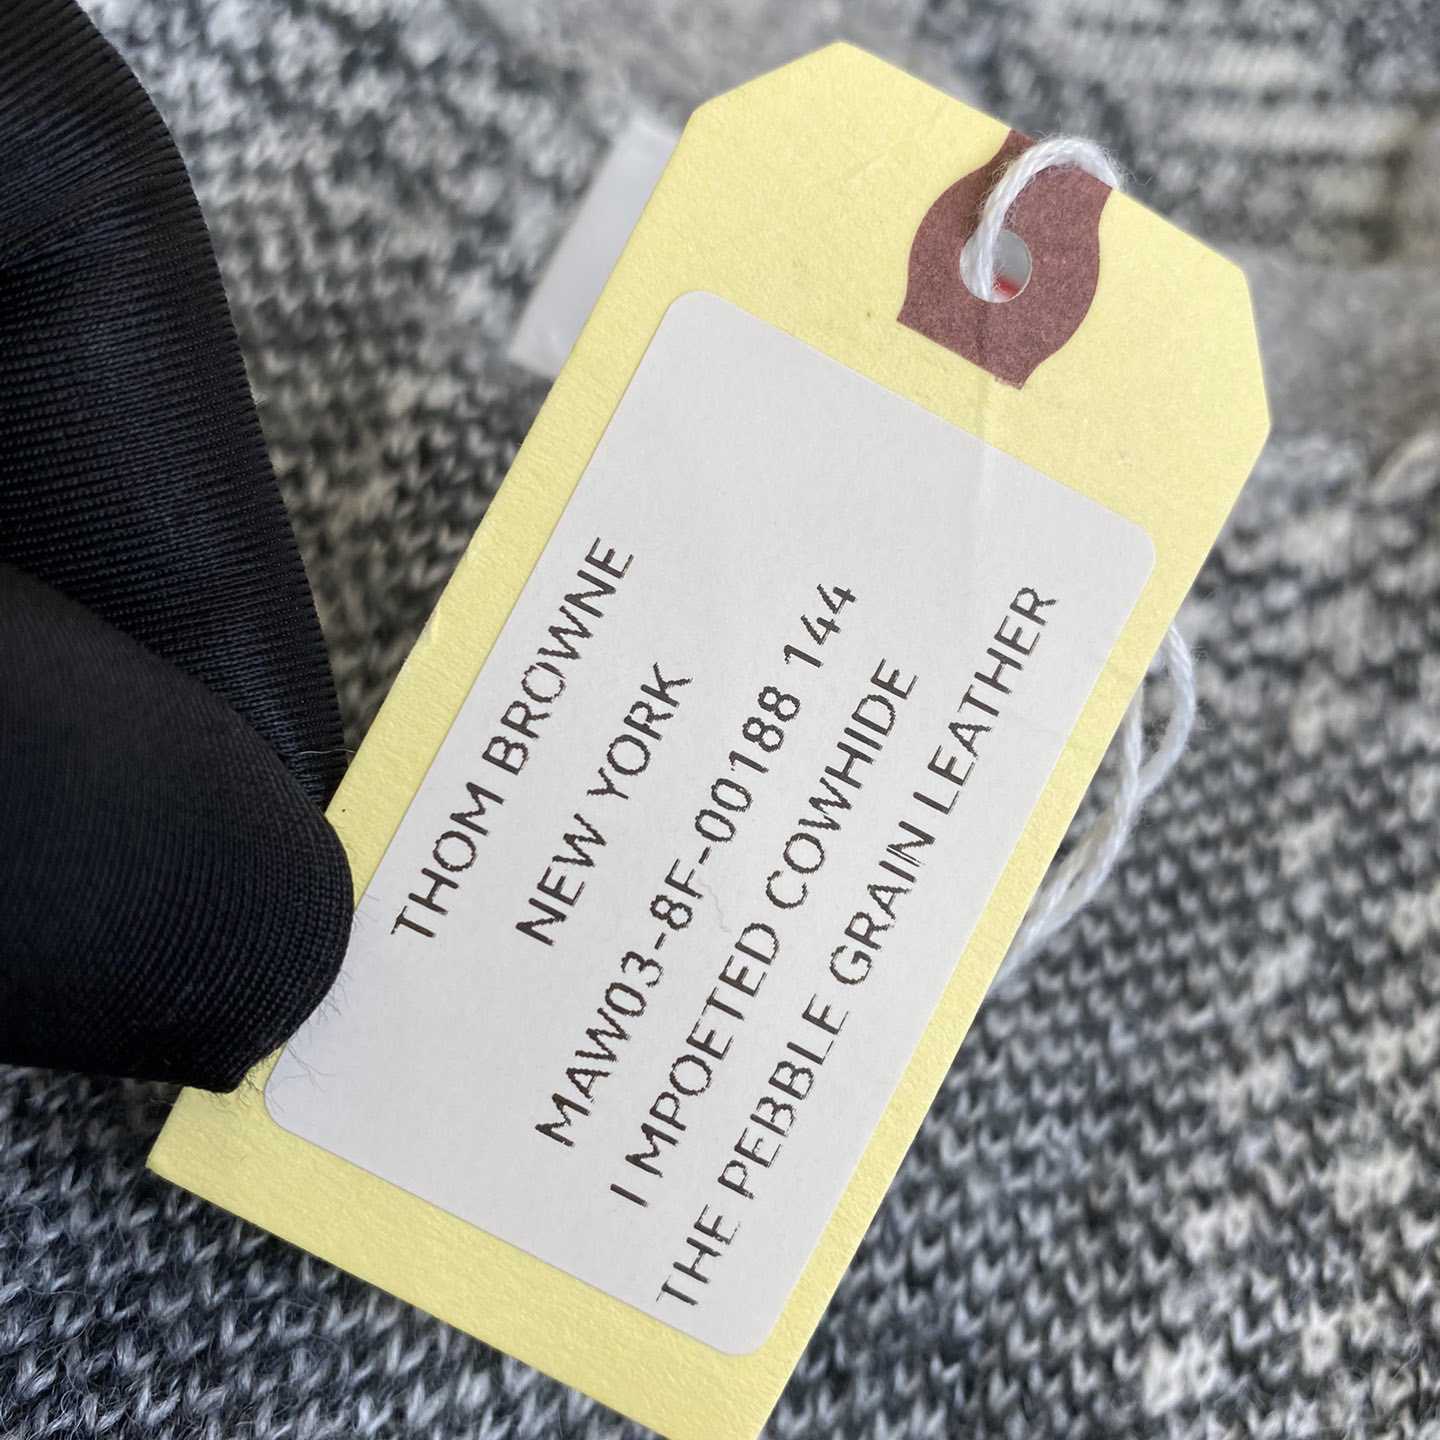 THOM BROWNE
NEW YORK
MAW03-8F-00188 144
I MPOETED COWHIDE
THE PEBBLE GRAIN LEATHER